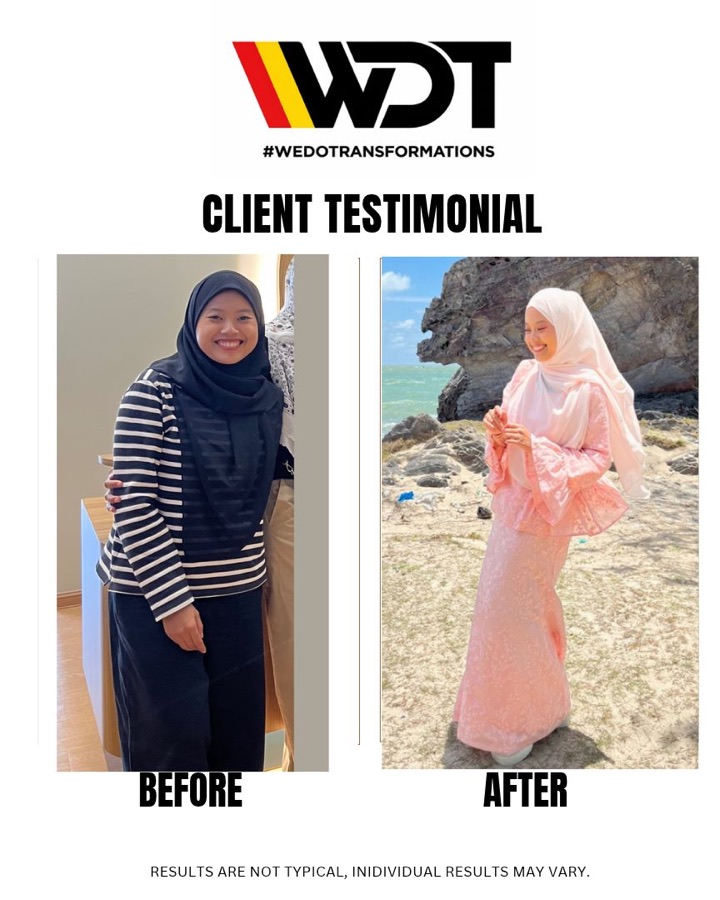 WDT
#WEDOTRANSFORMATIONS
CLIENT TESTIMONIAL
BEFORE
AFTER
RESULTS ARE NOT TYPICAL, INIDIVIDUAL RESULTS MAY VARY.